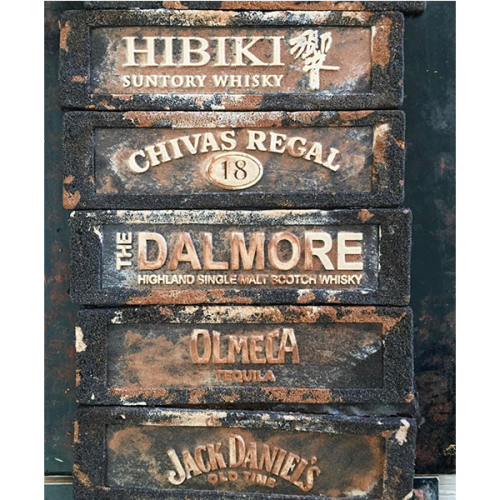 HIBIKI 響
SUNTORY WHISKY
CHIVAS REGAL
18
THE DALMORE
HIGHLAND SINGLE MALT SCOTCH WHISKY
OLMECA
TEQUILA
JACK DANIEL'S
OLD TIME